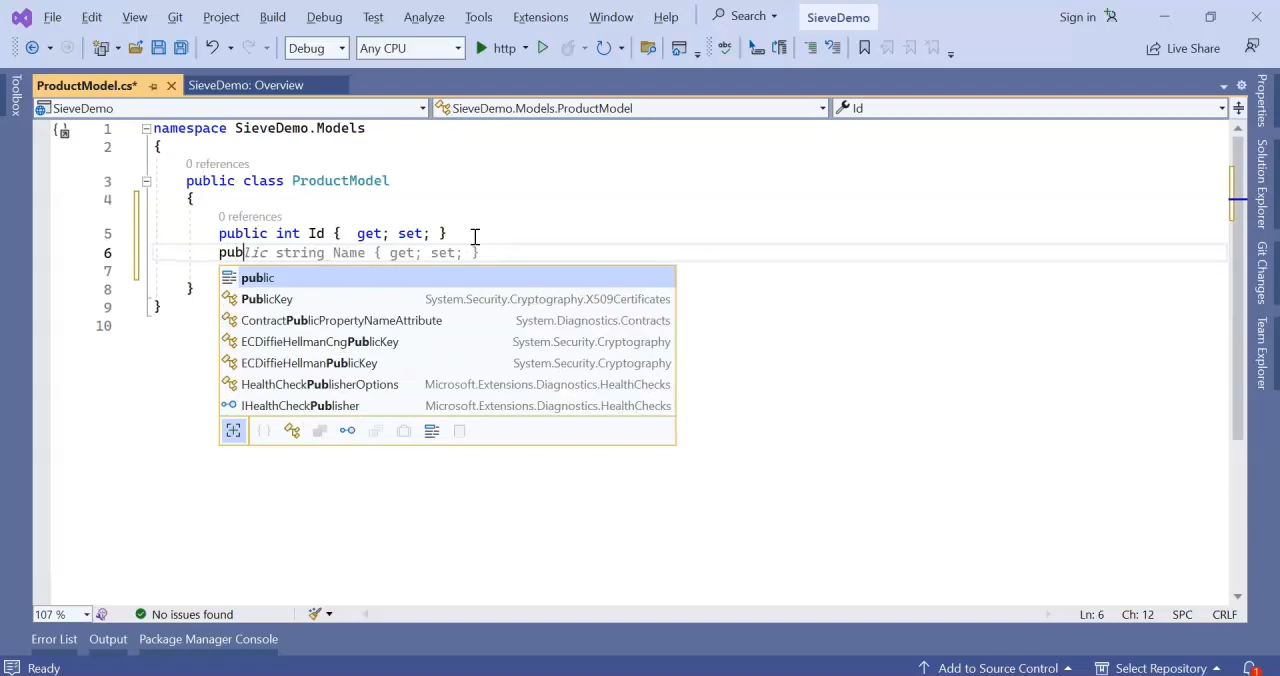 File Edit View Git Project Build Debug Test Analyze Tools Extensions Window Help Search SieveDemo Sign in
Debug Any CPU http abc Live Share
ProductModel.cs* SieveDemo: Overview
SieveDemo SieveDemo.Models.ProductModel Id
1 namespace SieveDemo.Models
2 {
0 references
3 public class ProductModel
4 {
0 references
5 public int Id {  get; set; }
6 public string Name { get; set; }
7
8 }
9 }
10
public
PublicKey System.Security.Cryptography.X509Certificates
ContractPublicPropertyNameAttribute System.Diagnostics.Contracts
ECDiffieHellmanCngPublicKey System.Security.Cryptography
ECDiffieHellmanPublicKey System.Security.Cryptography
HealthCheckPublisherOptions Microsoft.Extensions.Diagnostics.HealthChecks
IHealthCheckPublisher Microsoft.Extensions.Diagnostics.HealthChecks
Toolbox
Properties
Solution Explorer
Git Changes
Team Explorer
107 % No issues found Ln: 6 Ch: 12 SPC CRLF
Error List Output Package Manager Console
Ready Add to Source Control Select Repository 1